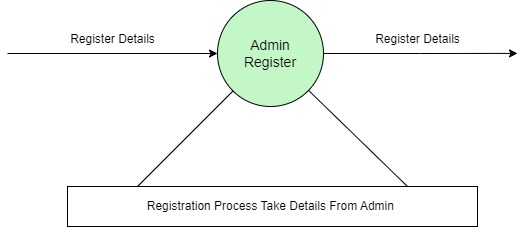 Register Details
Admin
Register
Register Details
Registration Process Take Details From Admin